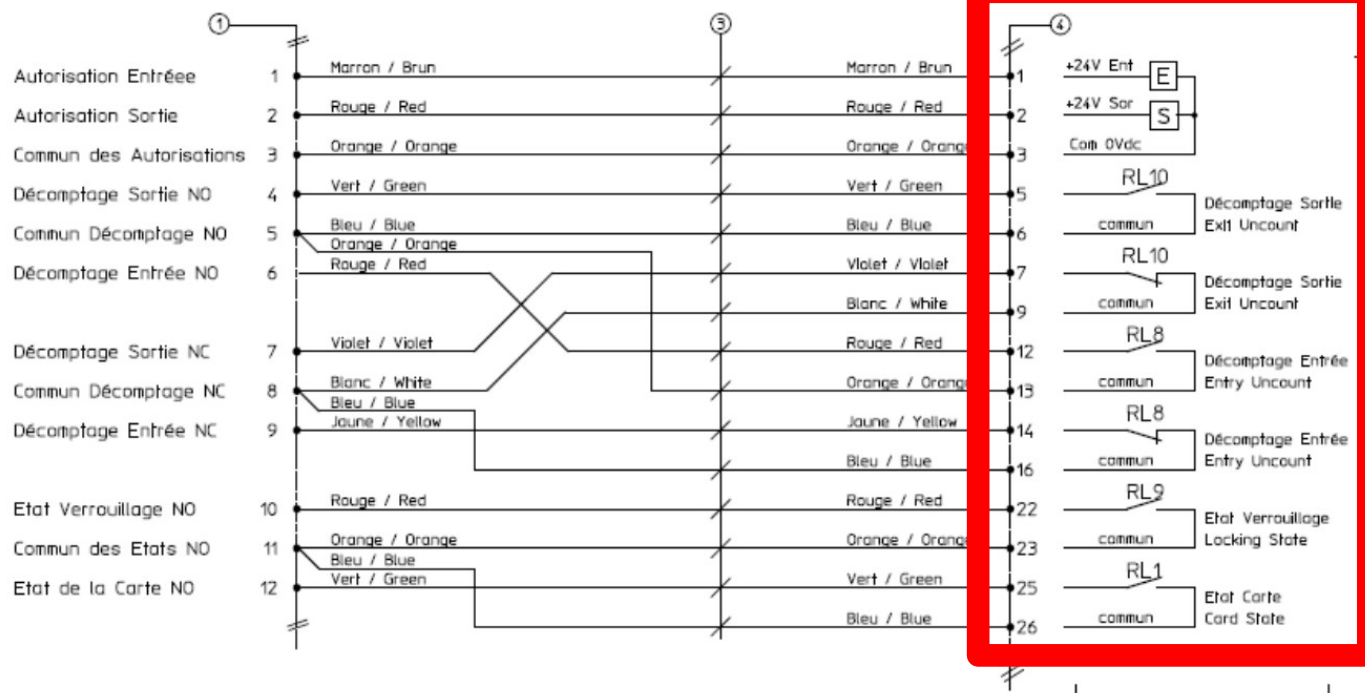 1 3 4
Autorisation Entréee 1 Marron / Brun Marron / Brun 1 +24V Ent E
Autorisation Sortie 2 Rouge / Red Rouge / Red 2 +24V Sor S
Commun des Autorisations 3 Orange / Orange Orange / Orange 3 Com 0Vdc
Décomptage Sortie NO 4 Vert / Green Vert / Green 5 RL10
Décomptage Sortie
Commun Décomptage NO 5 Bleu / Blue Bleu / Blue 6 commun Exit Uncount
Orange / Orange
Décomptage Entrée NO 6 Rouge / Red Violet / Violet 7 RL10
Décomptage Sortie
Blanc / White 9 commun Exit Uncount
Décomptage Sortie NC 7 Violet / Violet Rouge / Red 12 RL8
Décomptage Entrée
Commun Décomptage NC 8 Blanc / White Orange / Orange 13 commun Entry Uncount
Bleu / Blue
Décomptage Entrée NC 9 Jaune / Yellow Jaune / Yellow 14 RL8
Décomptage Entrée
Bleu / Blue 16 commun Entry Uncount
Etat Verrouillage NO 10 Rouge / Red Rouge / Red 22 RL9
Etat Verrouillage
Commun des Etats NO 11 Orange / Orange Orange / Orange 23 commun Locking State
Bleu / Blue
Etat de la Carte NO 12 Vert / Green Vert / Green 25 RL1
Etat Carte
Bleu / Blue 26 commun Card State